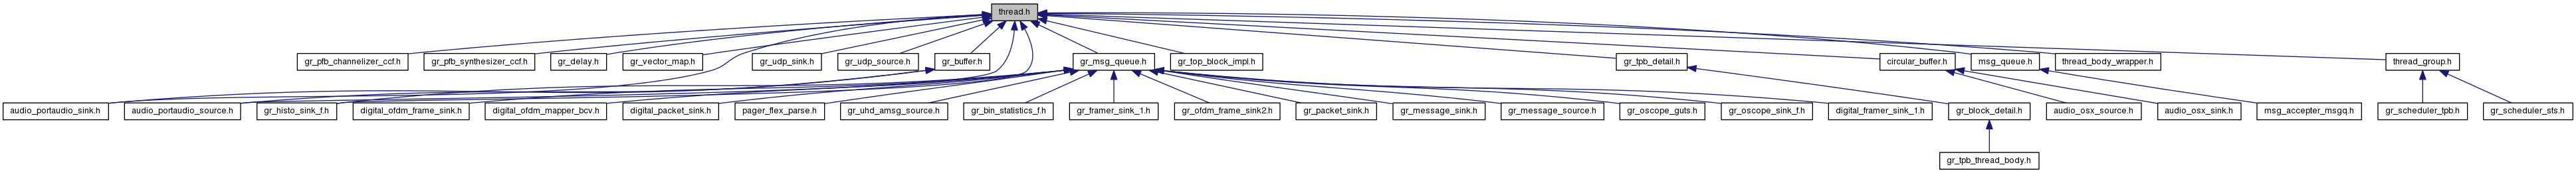 thread.h
gr_pfb_channelizer_ccf.h
gr_pfb_synthesizer_ccf.h
gr_delay.h
gr_vector_map.h
gr_udp_sink.h
gr_udp_source.h
gr_buffer.h
gr_msg_queue.h
gr_top_block_impl.h
gr_tpb_detail.h
circular_buffer.h
msg_queue.h
thread_body_wrapper.h
thread_group.h
audio_portaudio_sink.h
audio_portaudio_source.h
gr_histo_sink_f.h
digital_ofdm_frame_sink.h
digital_ofdm_mapper_bcv.h
digital_packet_sink.h
pager_flex_parse.h
gr_uhd_amsg_source.h
gr_bin_statistics_f.h
gr_framer_sink_1.h
gr_ofdm_frame_sink2.h
gr_packet_sink.h
gr_message_sink.h
gr_message_source.h
gr_oscope_guts.h
gr_oscope_sink_f.h
digital_framer_sink_1.h
gr_block_detail.h
audio_osx_source.h
audio_osx_sink.h
msg_accepter_msgq.h
gr_scheduler_tpb.h
gr_scheduler_sts.h
gr_tpb_thread_body.h